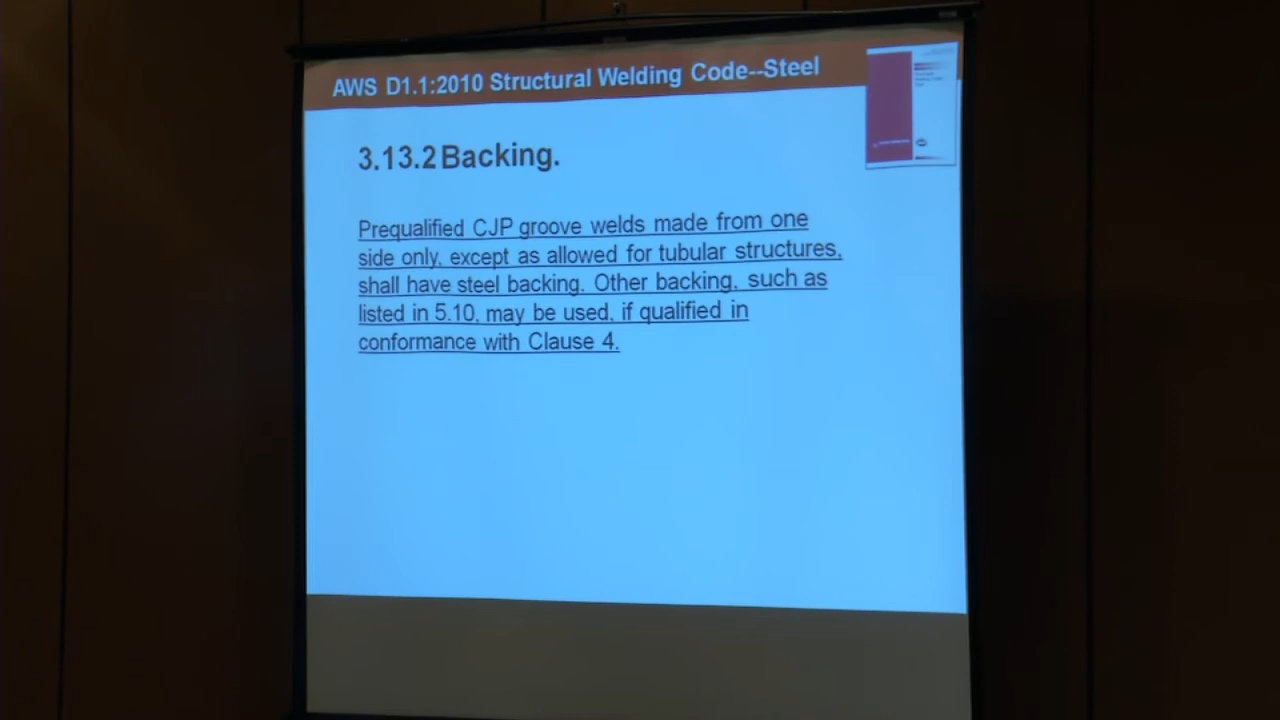 AWS D1.1:2010 Structural Welding Code--Steel
3.13.2 Backing.
Prequalified CJP groove welds made from one
side only, except as allowed for tubular structures,
shall have steel backing. Other backing, such as
listed in 5.10, may be used, if qualified in
conformance with Clause 4.